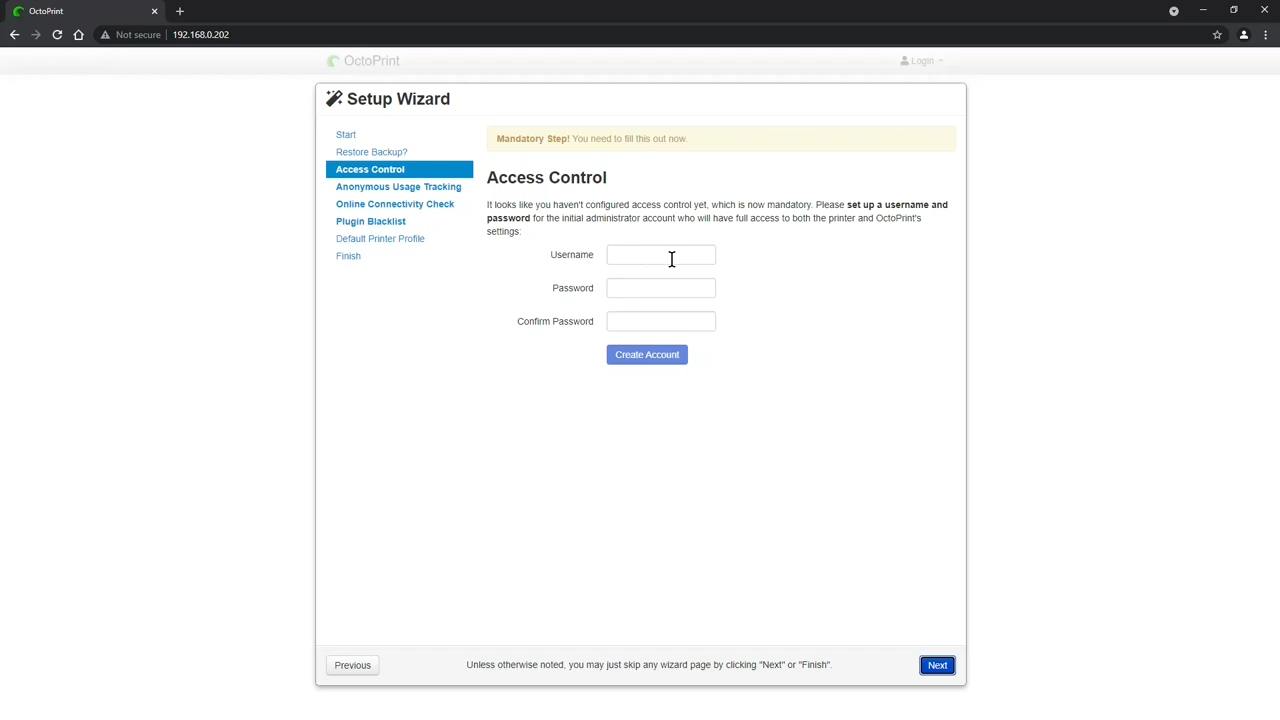 OctoPrint
Not secure
192.168.0.202
OctoPrint
Login
Setup Wizard
Start
Restore Backup?
Access Control
Anonymous Usage Tracking
Online Connectivity Check
Plugin Blacklist
Default Printer Profile
Finish
Mandatory Step! You need to fill this out now.
Access Control
It looks like you haven't configured access control yet, which is now mandatory. Please set up a username and
password for the initial administrator account who will have full access to both the printer and OctoPrint's
settings:
Username
Password
Confirm Password
Create Account
Previous
Unless otherwise noted, you may just skip any wizard page by clicking "Next" or "Finish".
Next